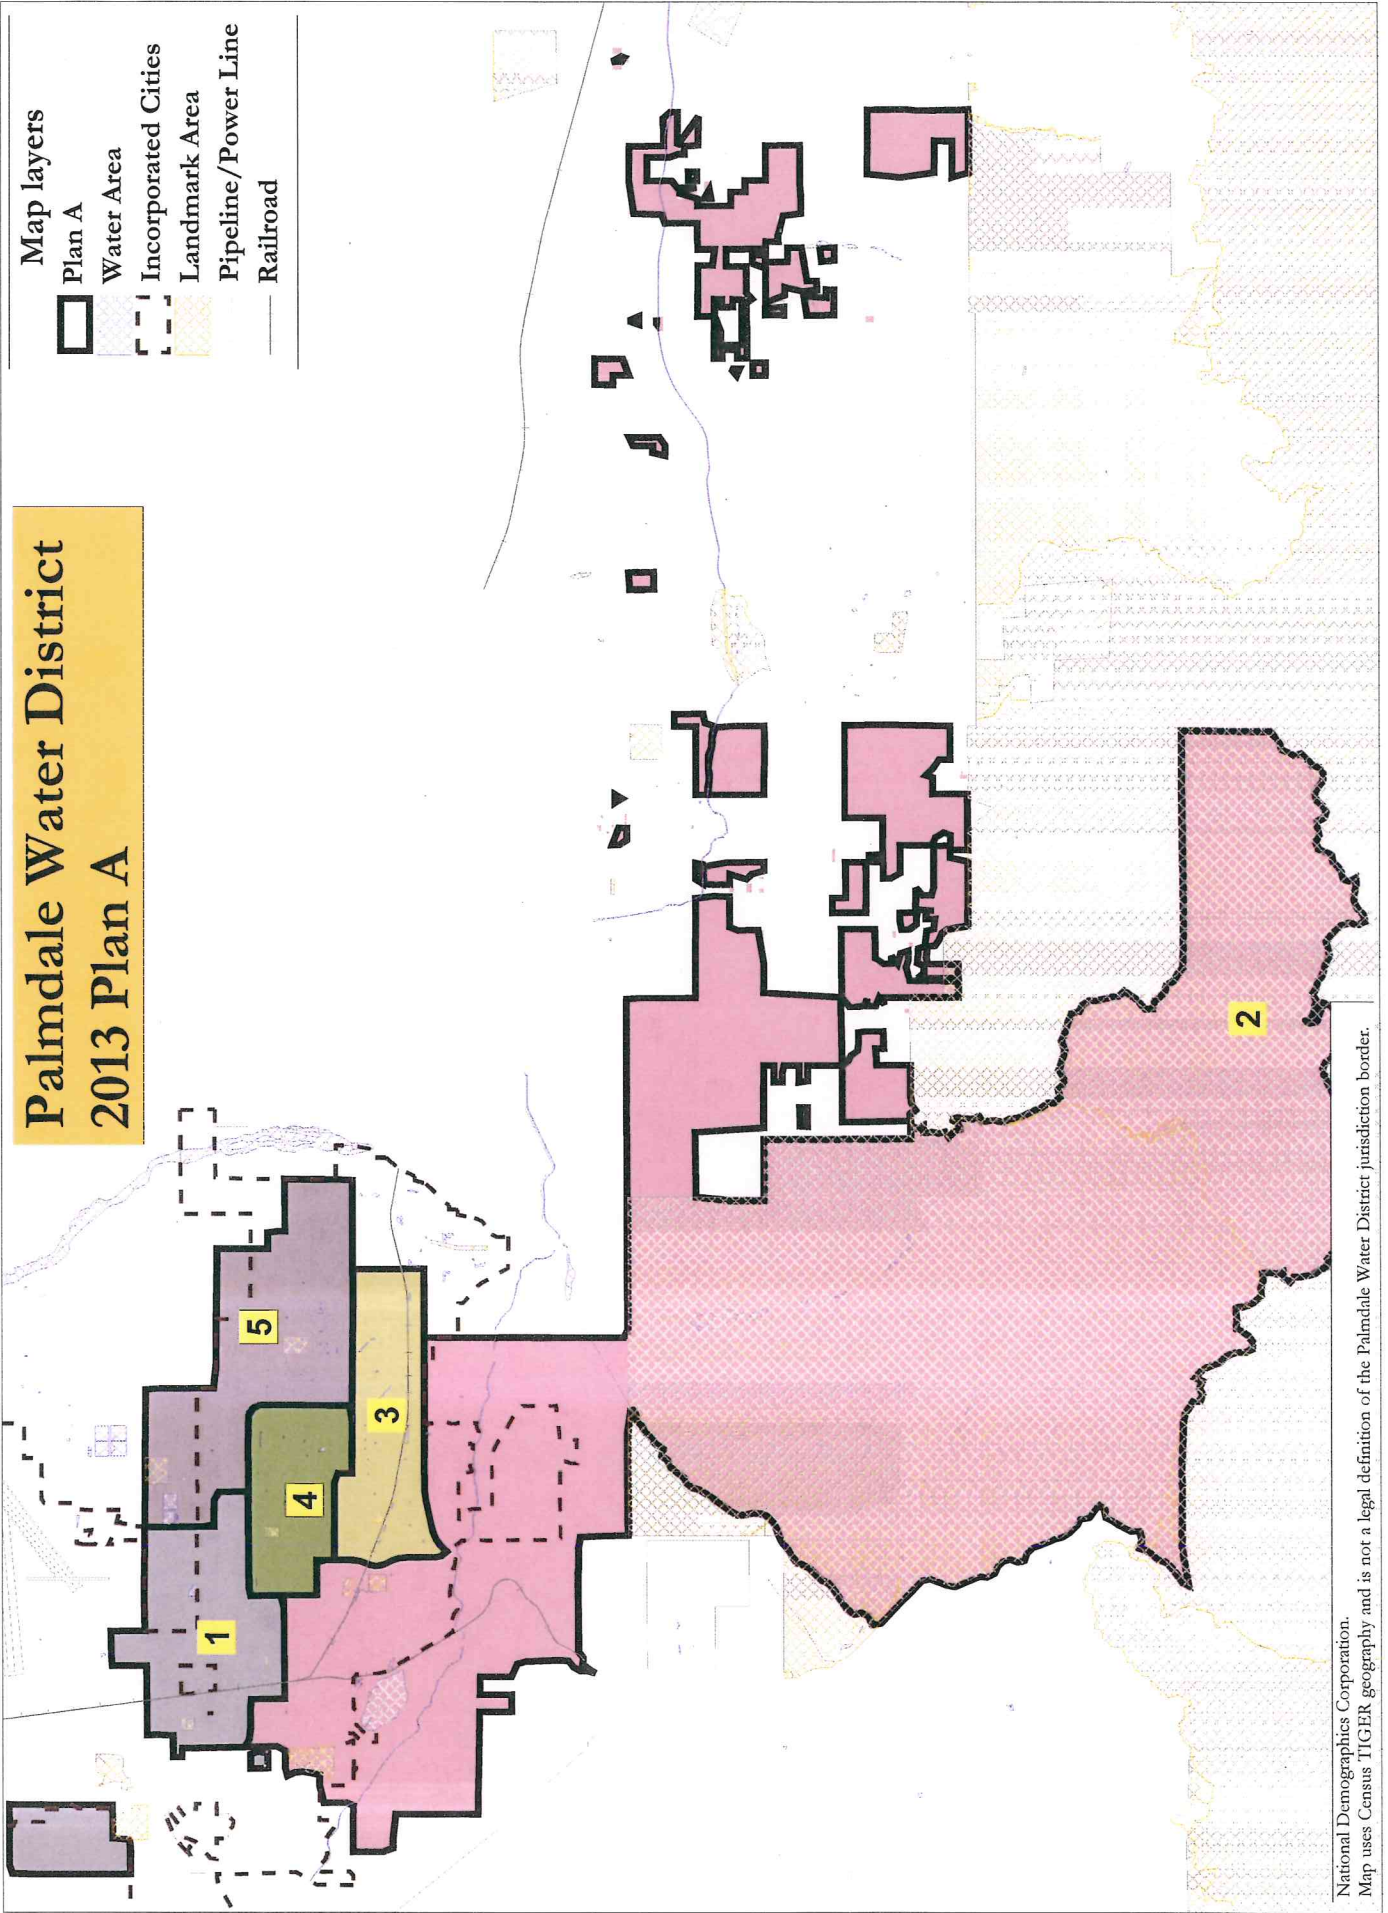 Palmdale Water District
2013 Plan A
Map layers
Plan A
Water Area
Incorporated Cities
Landmark Area
Pipeline/Power Line
Railroad
1
5
4
3
2
National Demographics Corporation.
Map uses Census TIGER geography and is not a legal definition of the Palmdale Water District jurisdiction border.